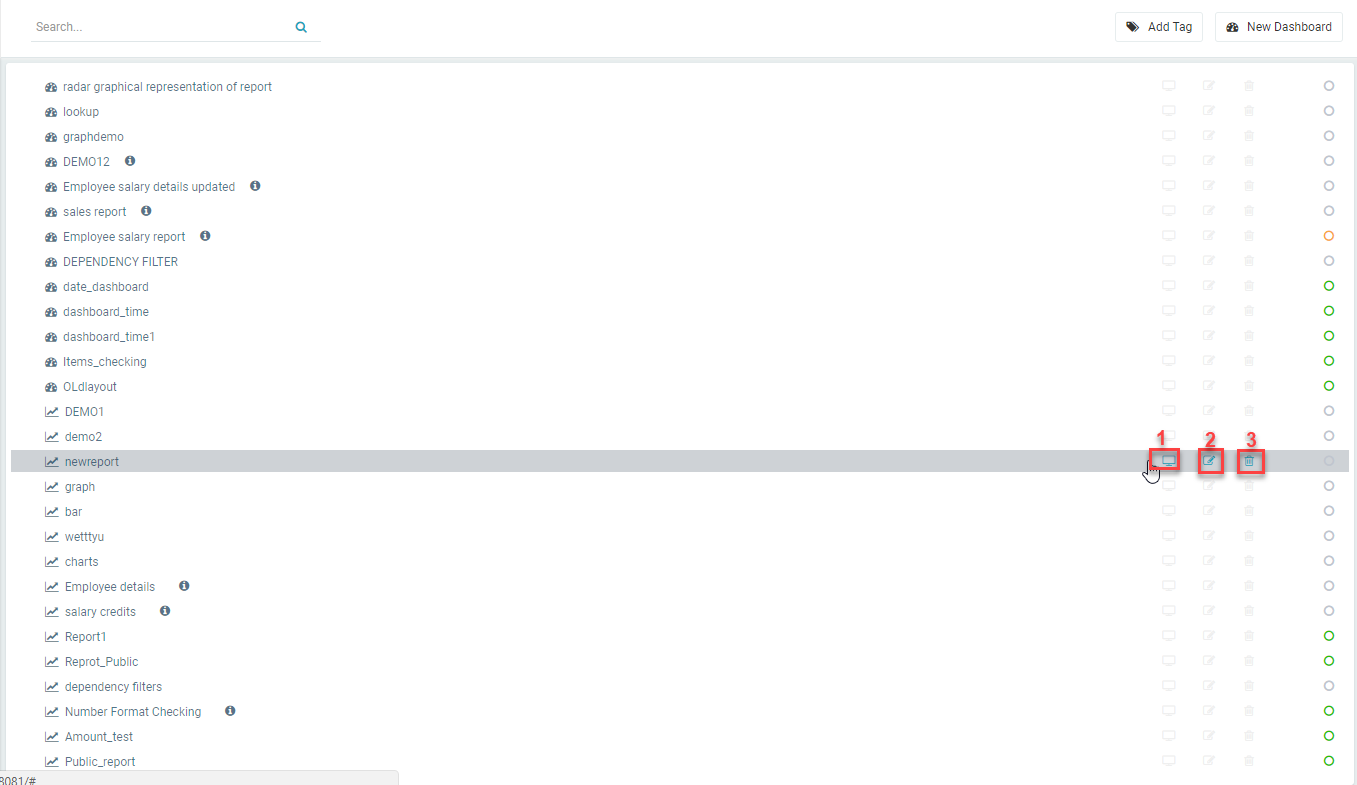 Search...
Add Tag
New Dashboard
radar graphical representation of report
lookup
graphdemo
DEMO12
Employee salary details updated
sales report
Employee salary report
DEPENDENCY FILTER
date_dashboard
dashboard_time
dashboard_time1
Items_checking
OLdlayout
DEMO1
demo2
1 2 3
newreport
graph
bar
wetttyu
charts
Employee details
salary credits
Report1
Reprot_Public
dependency filters
Number Format Checking
Amount_test
Public_report
8081/#